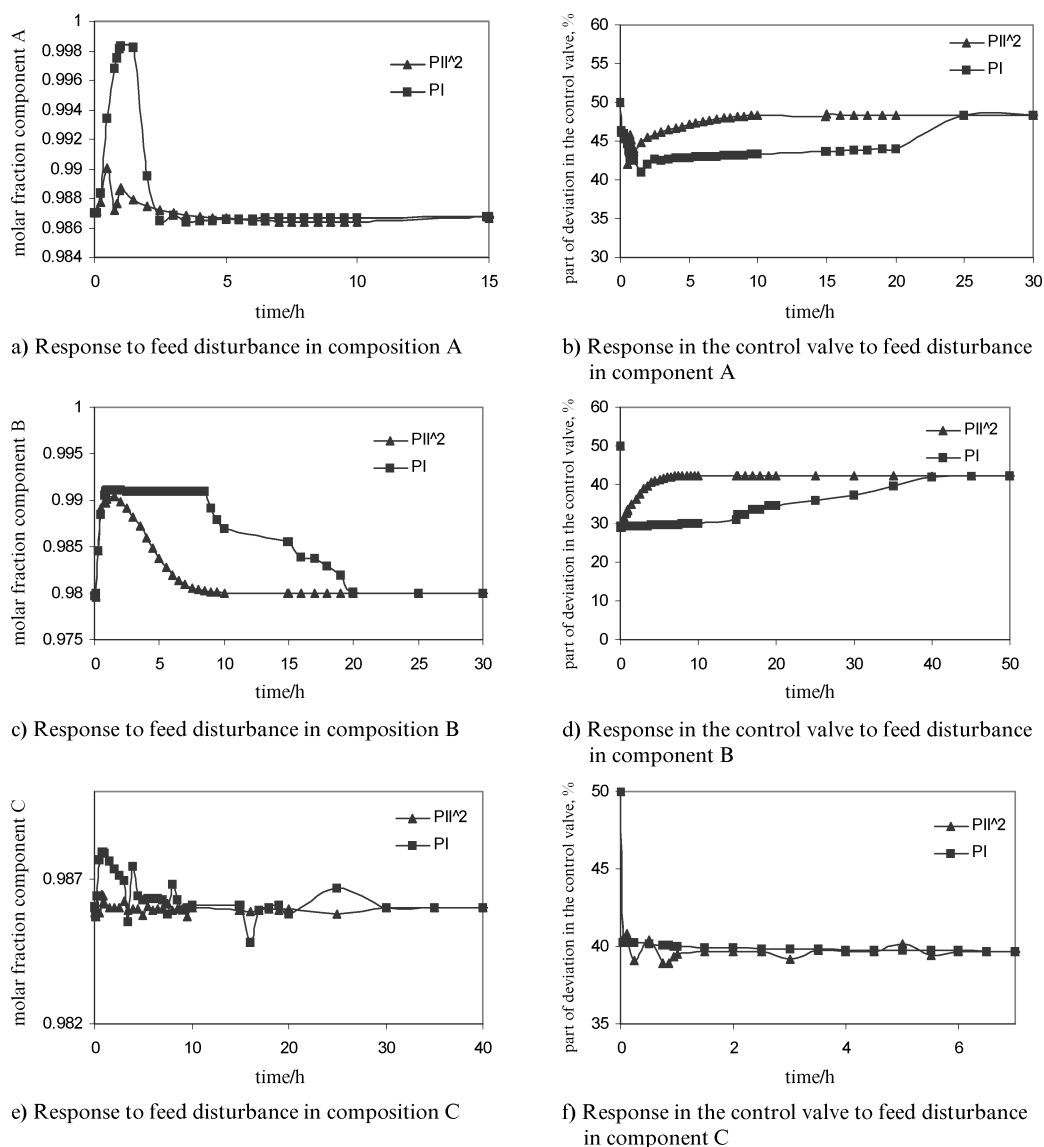 molar fraction component A
1
0.998
0.996
0.994
0.992
0.99
0.988
0.986
0.984
0
5
10
15
PII^2
PI
time/h
a) Response to feed disturbance in composition A
part of deviation in the control valve, %
60
55
50
45
40
35
30
0
5
10
15
20
25
30
PII^2
PI
time/h
b) Response in the control valve to feed disturbance
in component A
molar fraction component B
1
0.995
0.99
0.985
0.98
0.975
0
5
10
15
20
25
30
PII^2
PI
time/h
c) Response to feed disturbance in composition B
part of deviation in the control valve, %
60
50
40
30
20
10
0
0
10
20
30
40
50
PII^2
PI
time/h
d) Response in the control valve to feed disturbance
in component B
molar fraction component C
0.987
0.982
0
10
20
30
40
PII^2
PI
time/h
e) Response to feed disturbance in composition C
part of deviation in the control valve, %
50
45
40
35
0
2
4
6
PII^2
PI
time/h
f) Response in the control valve to feed disturbance
in component C